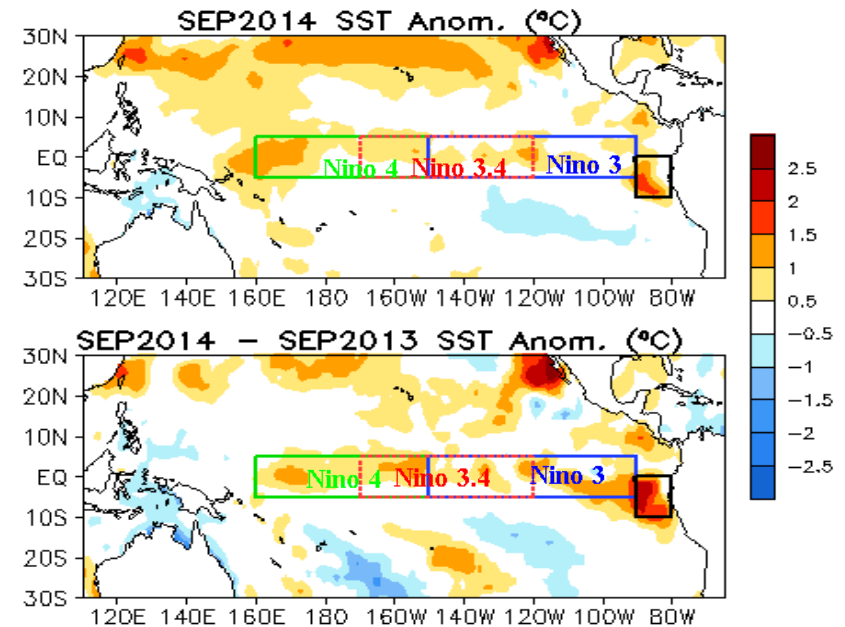 SEP2014 SST Anom. (ºC)
30N
20N
10N
EQ
10S
20S
30S
Nino 4
Nino 3.4
Nino 3
120E 140E 160E 180 160W 140W 120W 100W 80W
SEP2014 – SEP2013 SST Anom. (ºC)
30N
20N
10N
EQ
10S
20S
30S
Nino 4
Nino 3.4
Nino 3
120E 140E 160E 180 160W 140W 120W 100W 80W
2.5
2
1.5
1
0.5
−0.5
−1
−1.5
−2
−2.5